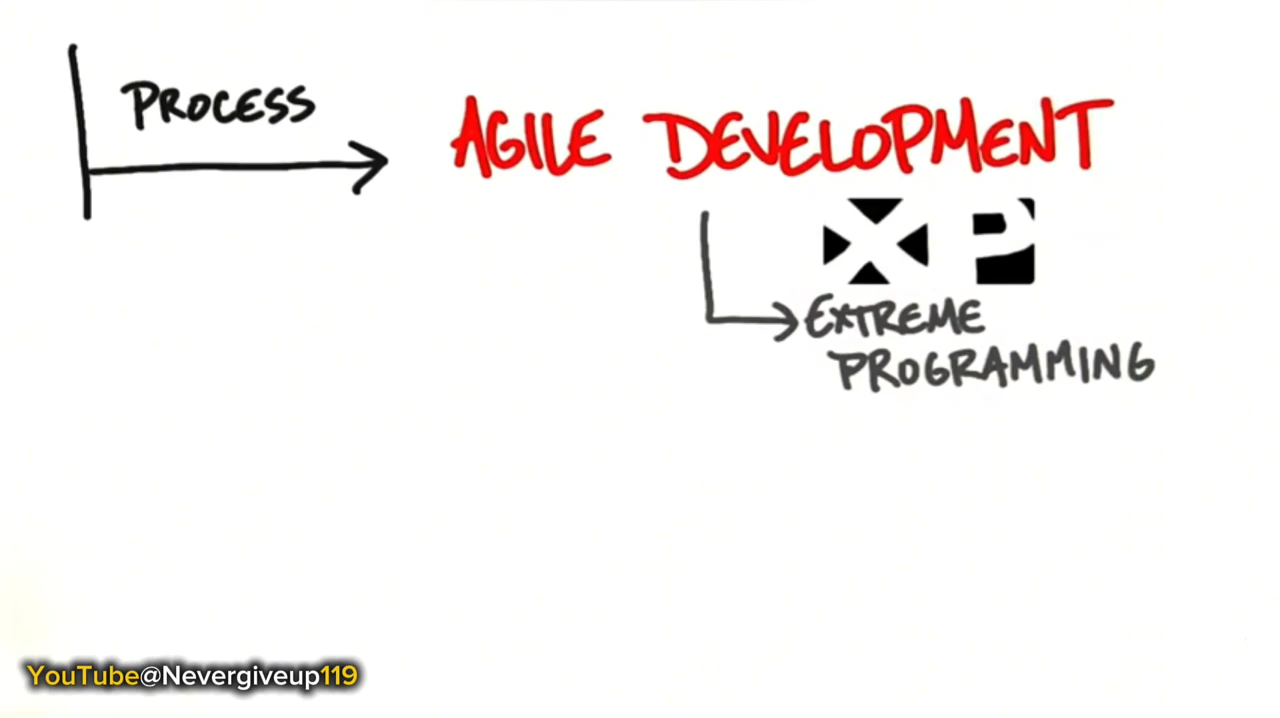 PROCESS
AGILE DEVELOPMENT
XP
EXTREME
PROGRAMMING
YouTube@Nevergiveup119